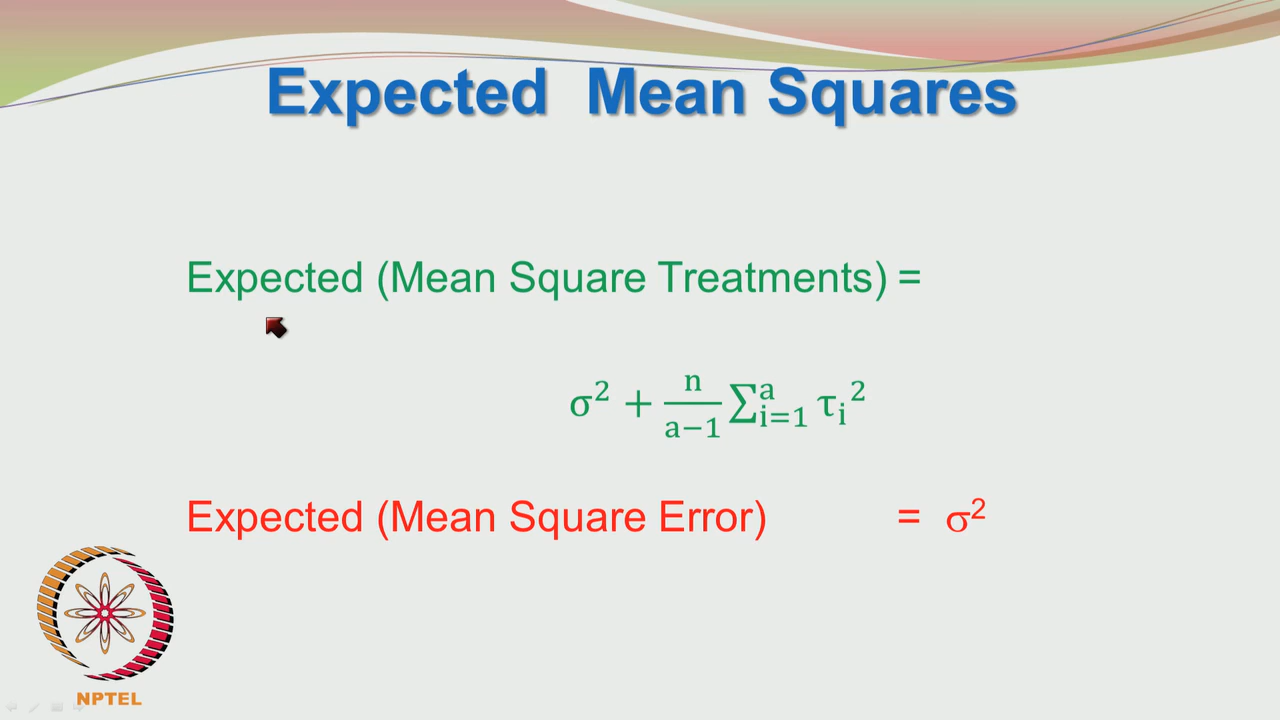 Expected Mean Squares
Expected (Mean Square Treatments) =
σ² + n/(a−1) ∑ᵢ₌₁ᵃ τᵢ²
Expected (Mean Square Error) = σ²
NPTEL